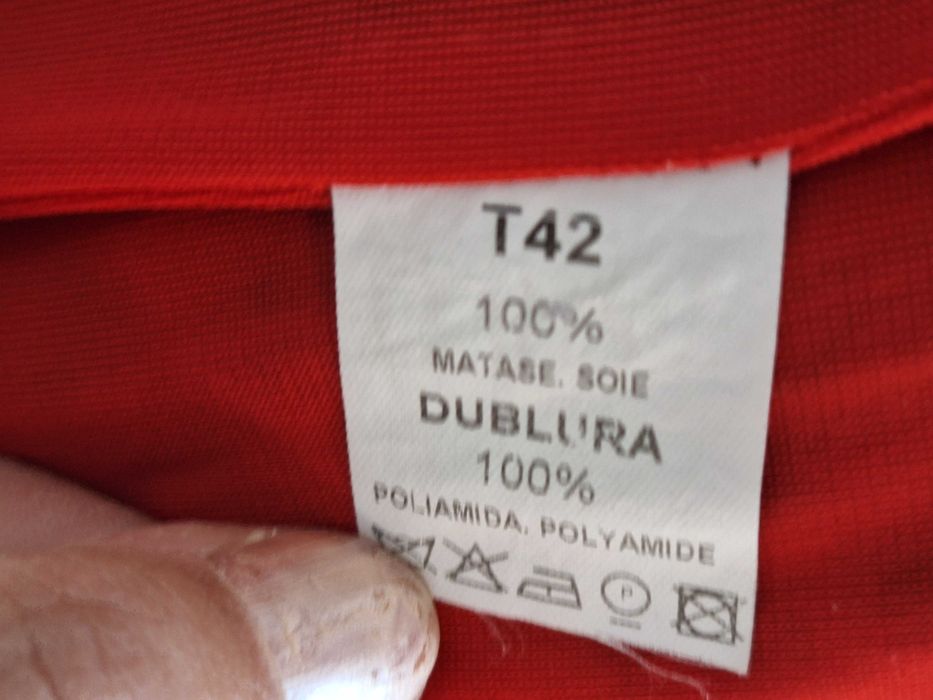 T42
100%
MATASE. SOIE
DUBLURA
100%
POLIAMIDA. POLYAMIDE
P